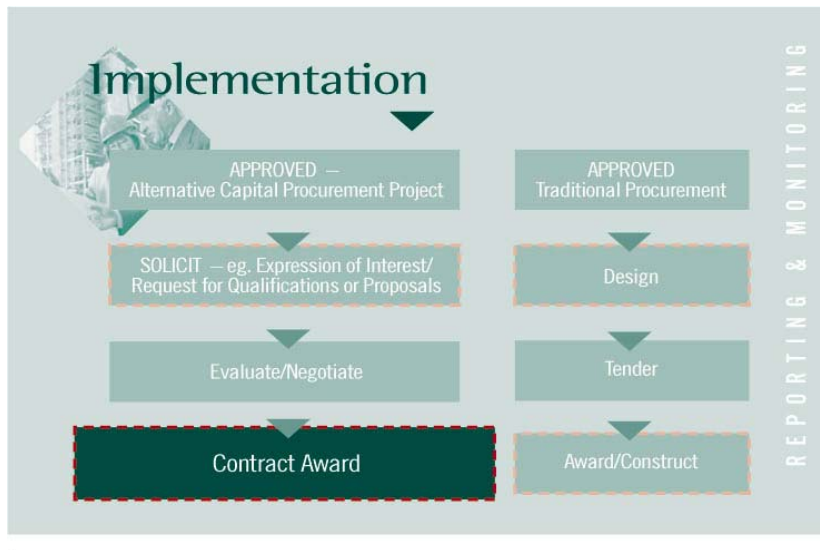 Implementation
APPROVED —
Alternative Capital Procurement Project
SOLICIT — eg. Expression of Interest/
Request for Qualifications or Proposals
Evaluate/Negotiate
Contract Award
APPROVED
Traditional Procurement
Design
Tender
Award/Construct
REPORTING & MONITORING